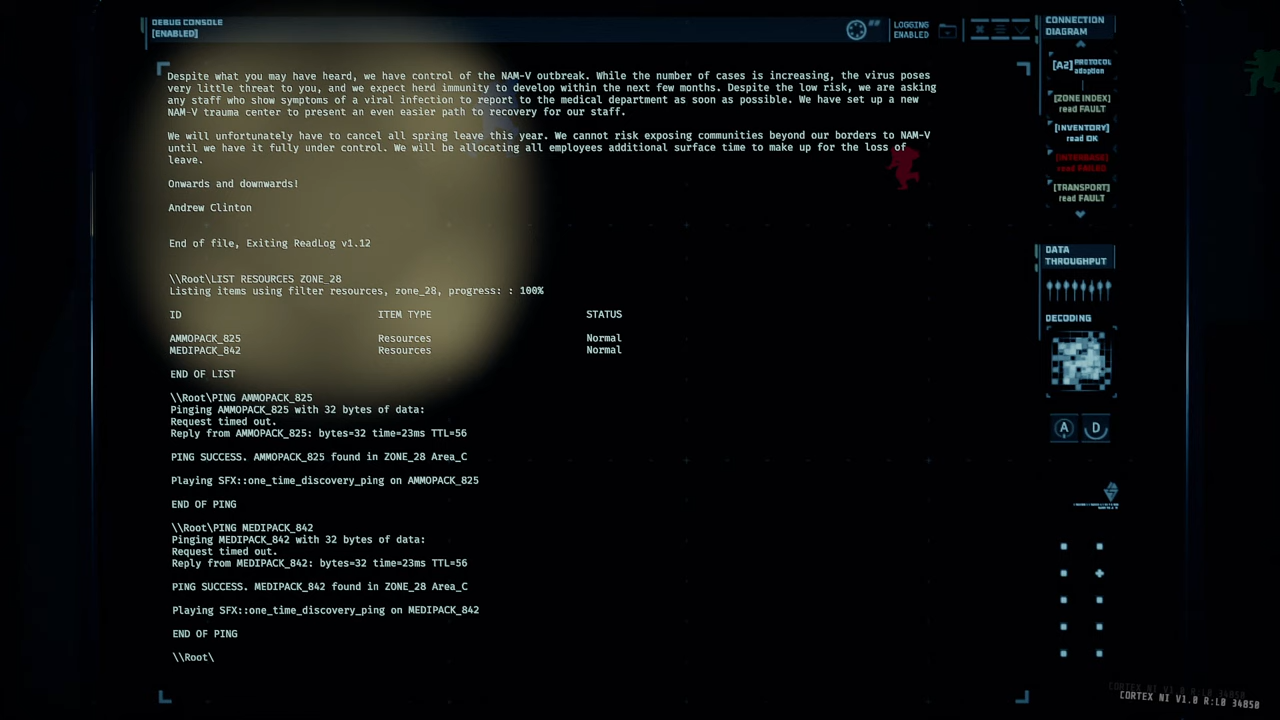 DEBUG CONSOLE
[ENABLED]
LOGGING
ENABLED
Despite what you may have heard, we have control of the NAM-V outbreak. While the number of cases is increasing, the virus poses
very little threat to you, and we expect herd immunity to develop within the next few months. Despite the low risk, we are asking
any staff who show symptoms of a viral infection to report to the medical department as soon as possible. We have set up a new
NAM-V trauma center to present an even easier path to recovery for our staff.
We will unfortunately have to cancel all spring leave this year. We cannot risk exposing communities beyond our borders to NAM-V
until we have it fully under control. We will be allocating all employees additional surface time to make up for the loss of
leave.
Onwards and downwards!
Andrew Clinton
End of file, Exiting ReadLog v1.12
\\Root\LIST RESOURCES ZONE_28
Listing items using filter resources, zone_28, progress: : 100%
ID ITEM TYPE STATUS
AMMOPACK_825 Resources Normal
MEDIPACK_842 Resources Normal
END OF LIST
\\Root\PING AMMOPACK_825
Pinging AMMOPACK_825 with 32 bytes of data:
Request timed out.
Reply from AMMOPACK_825: bytes=32 time=23ms TTL=56
PING SUCCESS. AMMOPACK_825 found in ZONE_28 Area_C
Playing SFX::one_time_discovery_ping on AMMOPACK_825
END OF PING
\\Root\PING MEDIPACK_842
Pinging MEDIPACK_842 with 32 bytes of data:
Request timed out.
Reply from MEDIPACK_842: bytes=32 time=23ms TTL=56
PING SUCCESS. MEDIPACK_842 found in ZONE_28 Area_C
Playing SFX::one_time_discovery_ping on MEDIPACK_842
END OF PING
\\Root\
CONNECTION
DIAGRAM
[A2] PROTOCOL
adoption
[ZONE INDEX]
read FAULT
[INVENTORY]
read OK
read FAILED
[TRANSPORT]
read FAULT
DATA
THROUGHPUT
DECODING
A D
CORTEX NI V1.0 R:L0 34850